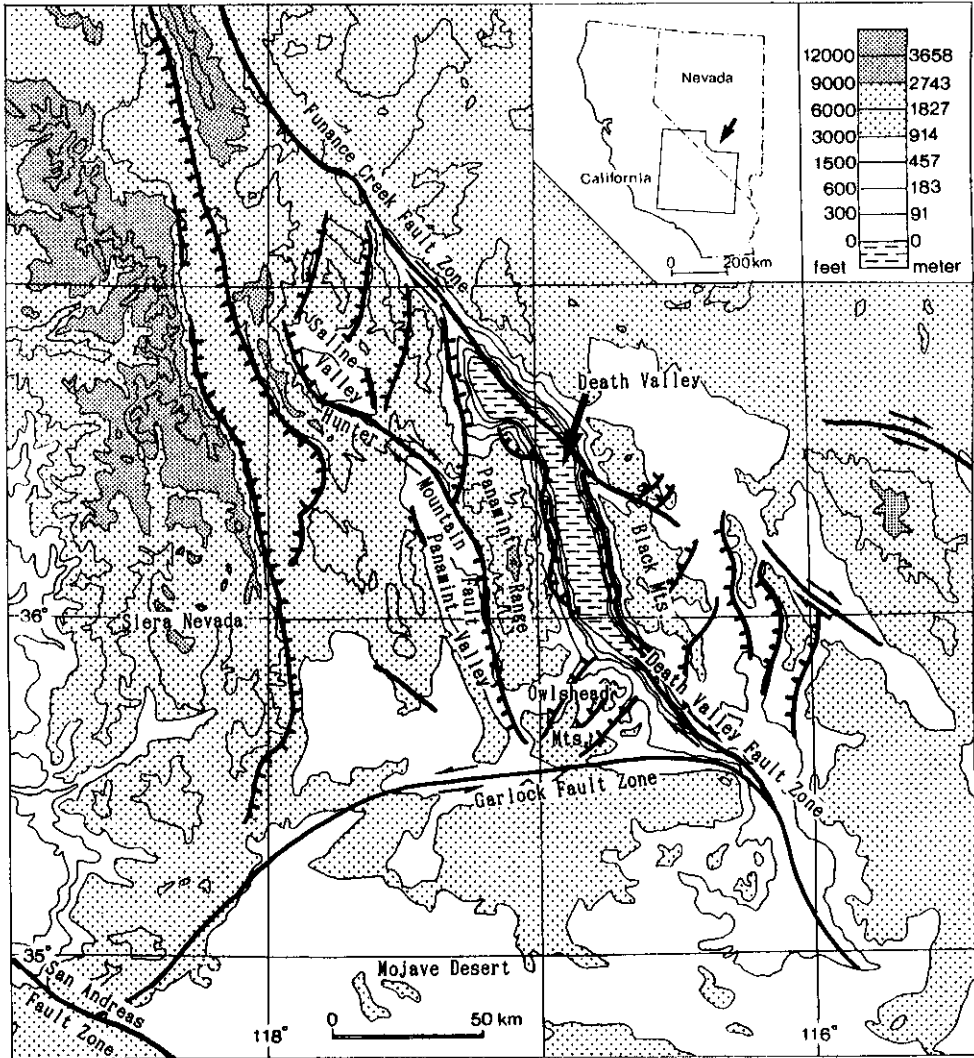 12000 3658
9000 2743
6000 1827
3000 914
1500 457
600 183
300 91
0 0
feet meter
Nevada
California
0 200km
Funance Creek Fault Zone
Saline
Valley
Death Valley
Hunter
Mountain
Fault Valley
Panamint Valley
Panamint Range
Black Mts
36°
Siera Nevada
Owlshead
Mts.
Death Valley Fault Zone
Garlock Fault Zone
35°
San Andreas
Fault Zone
Mojave Desert
0 50 km
118°
116°